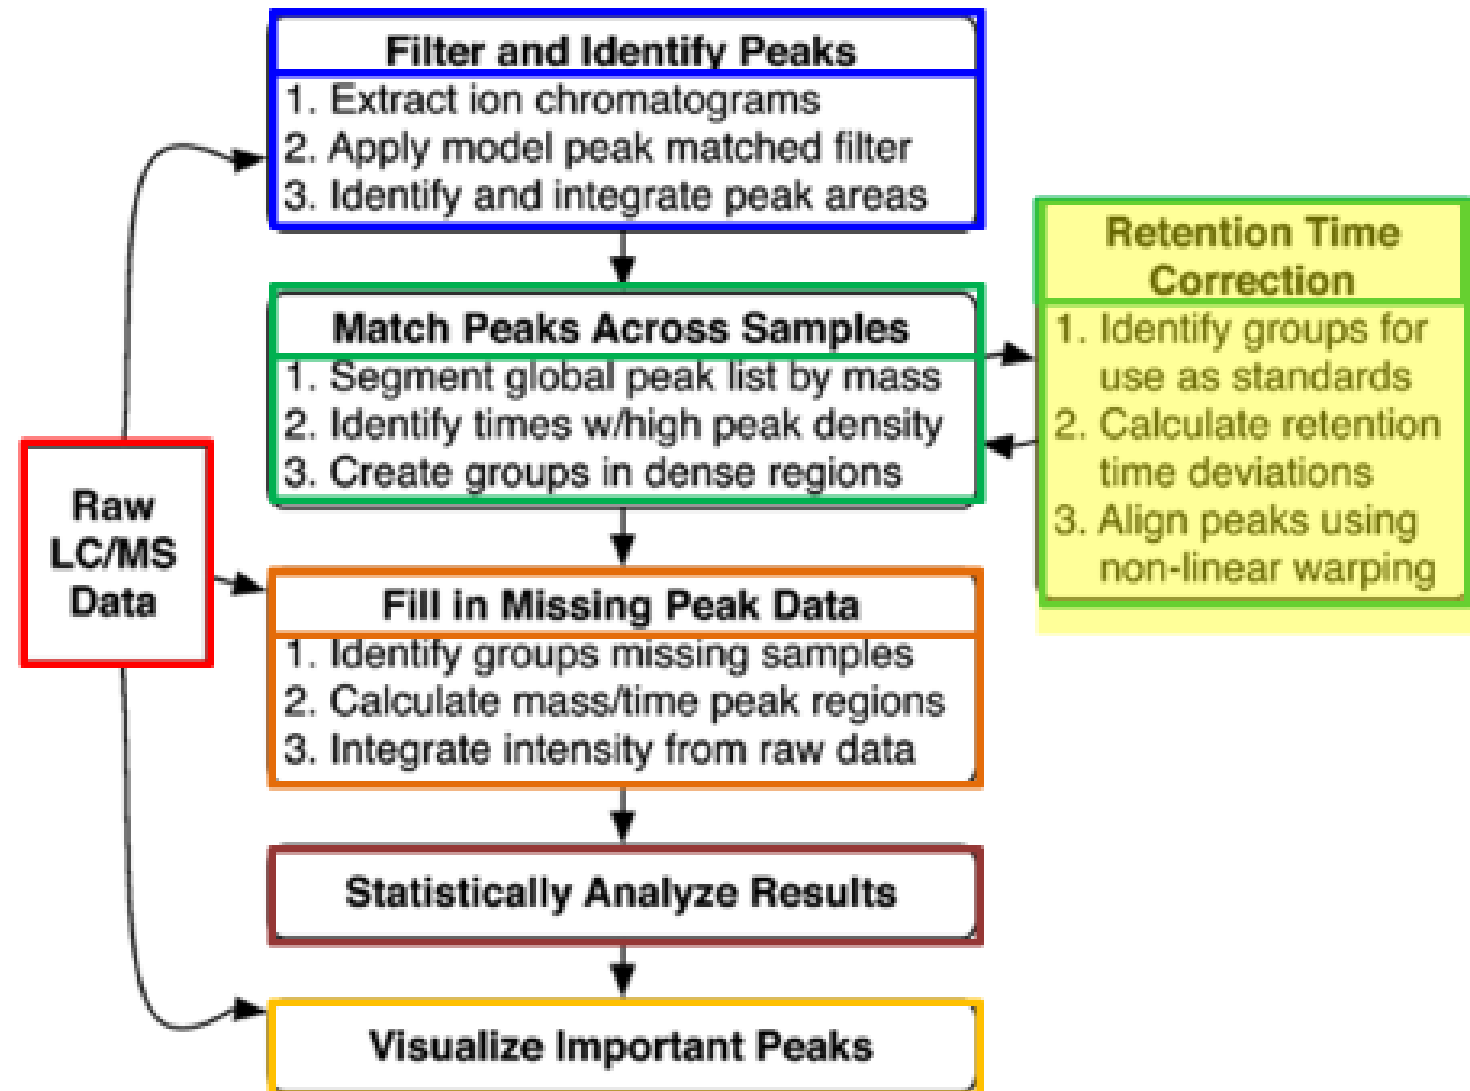 Filter and Identify Peaks
1. Extract ion chromatograms
2. Apply model peak matched filter
3. Identify and integrate peak areas
Match Peaks Across Samples
1. Segment global peak list by mass
2. Identify times w/high peak density
3. Create groups in dense regions
Retention Time
Correction
1. Identify groups for
use as standards
2. Calculate retention
time deviations
3. Align peaks using
non-linear warping
Raw
LC/MS
Data
Fill in Missing Peak Data
1. Identify groups missing samples
2. Calculate mass/time peak regions
3. Integrate intensity from raw data
Statistically Analyze Results
Visualize Important Peaks